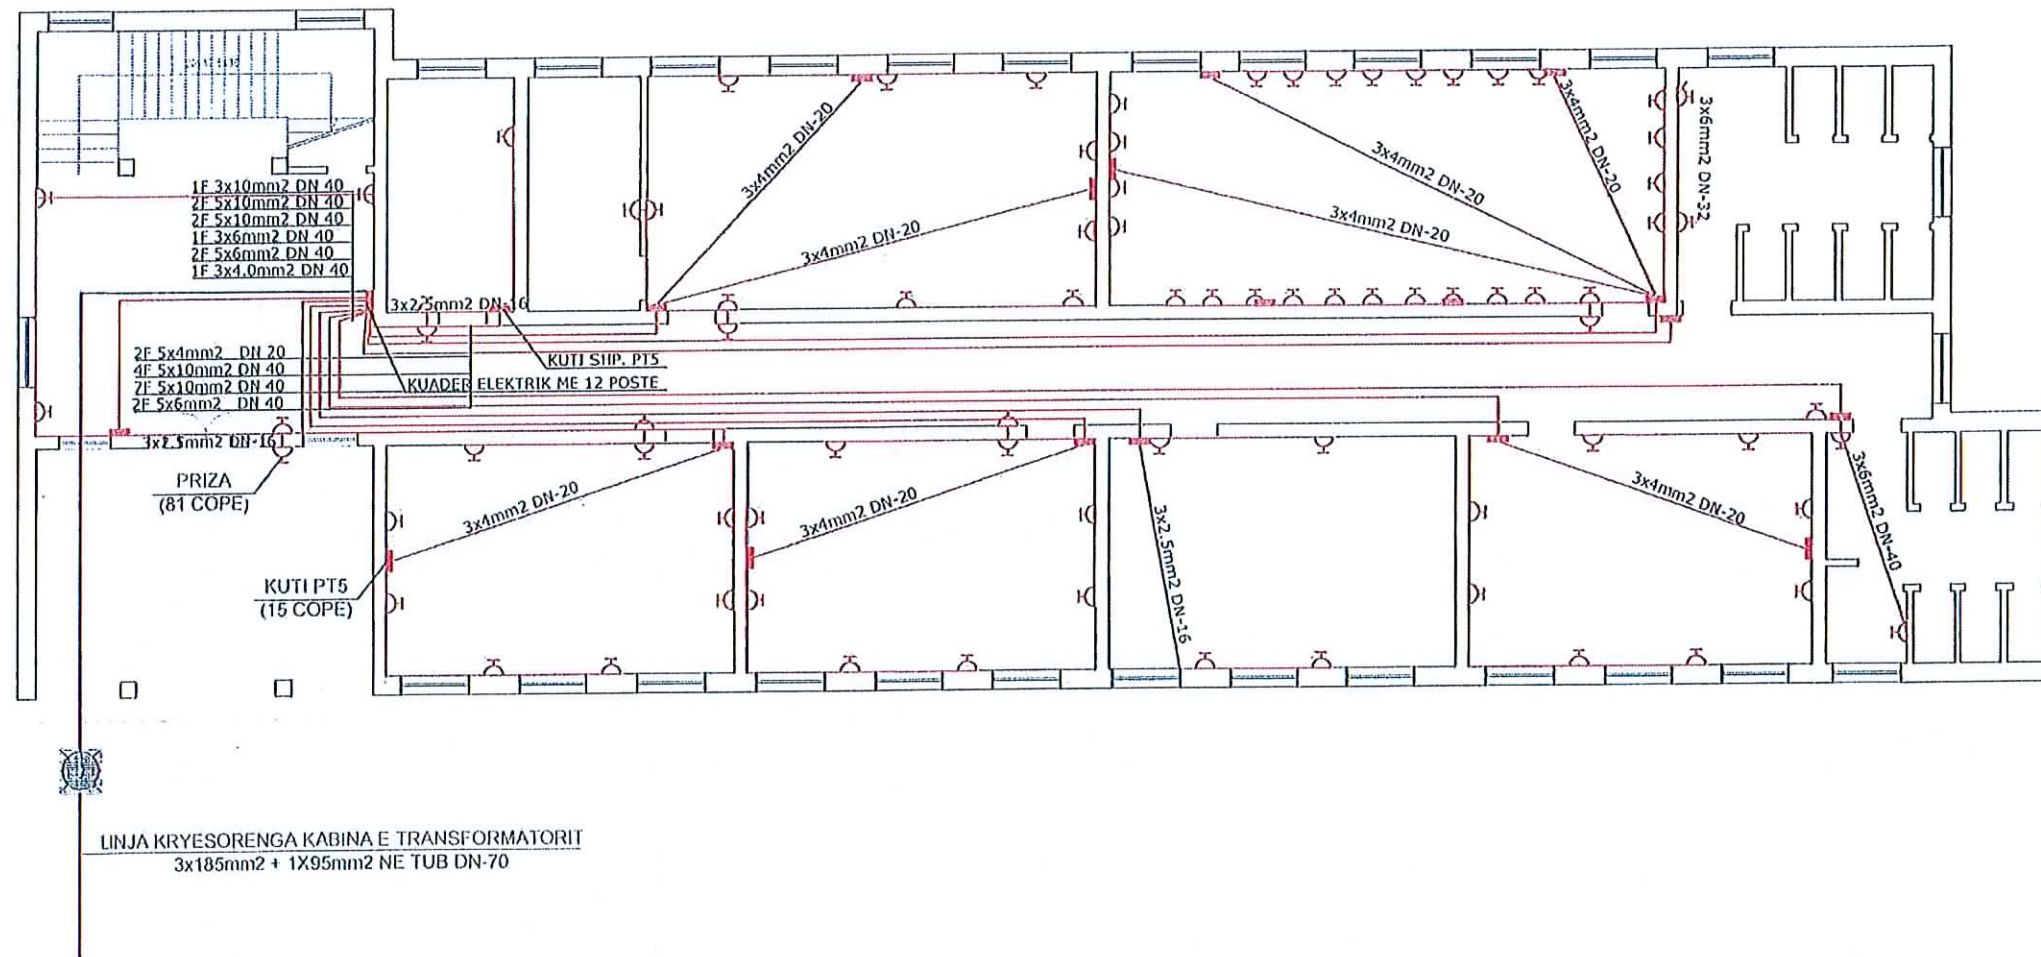 3x4mm2 DN-20
3x4mm2 DN-20
3x4mm2 DN-20
3x4mm2 DN-20
3x4mm2 DN-20
3x6mm2 DN-32
1F 3x10mm2 DN 40
2F 5x10mm2 DN 40
2F 5x10mm2 DN 40
1F 3x6mm2 DN 40
2F 5x6mm2 DN 40
1F 3x4.0mm2 DN 40
3x2.5mm2 DN-16
KUTI SHP. PT5
KUADER ELEKTRIK ME 12 POSTE
2F 5x4mm2 DN 20
4F 5x10mm2 DN 40
2F 5x10mm2 DN 40
2F 5x6mm2 DN 40
3x2.5mm2 DN-16
PRIZA
(81 COPE)
KUTI PT5
(15 COPE)
3x4mm2 DN-20
3x4mm2 DN-20
3x2.5mm2 DN-16
3x4mm2 DN-20
3x6mm2 DN-40
LINJA KRYESORENGA KABINA E TRANSFORMATORIT
3x185mm2 + 1X95mm2 NE TUB DN-70